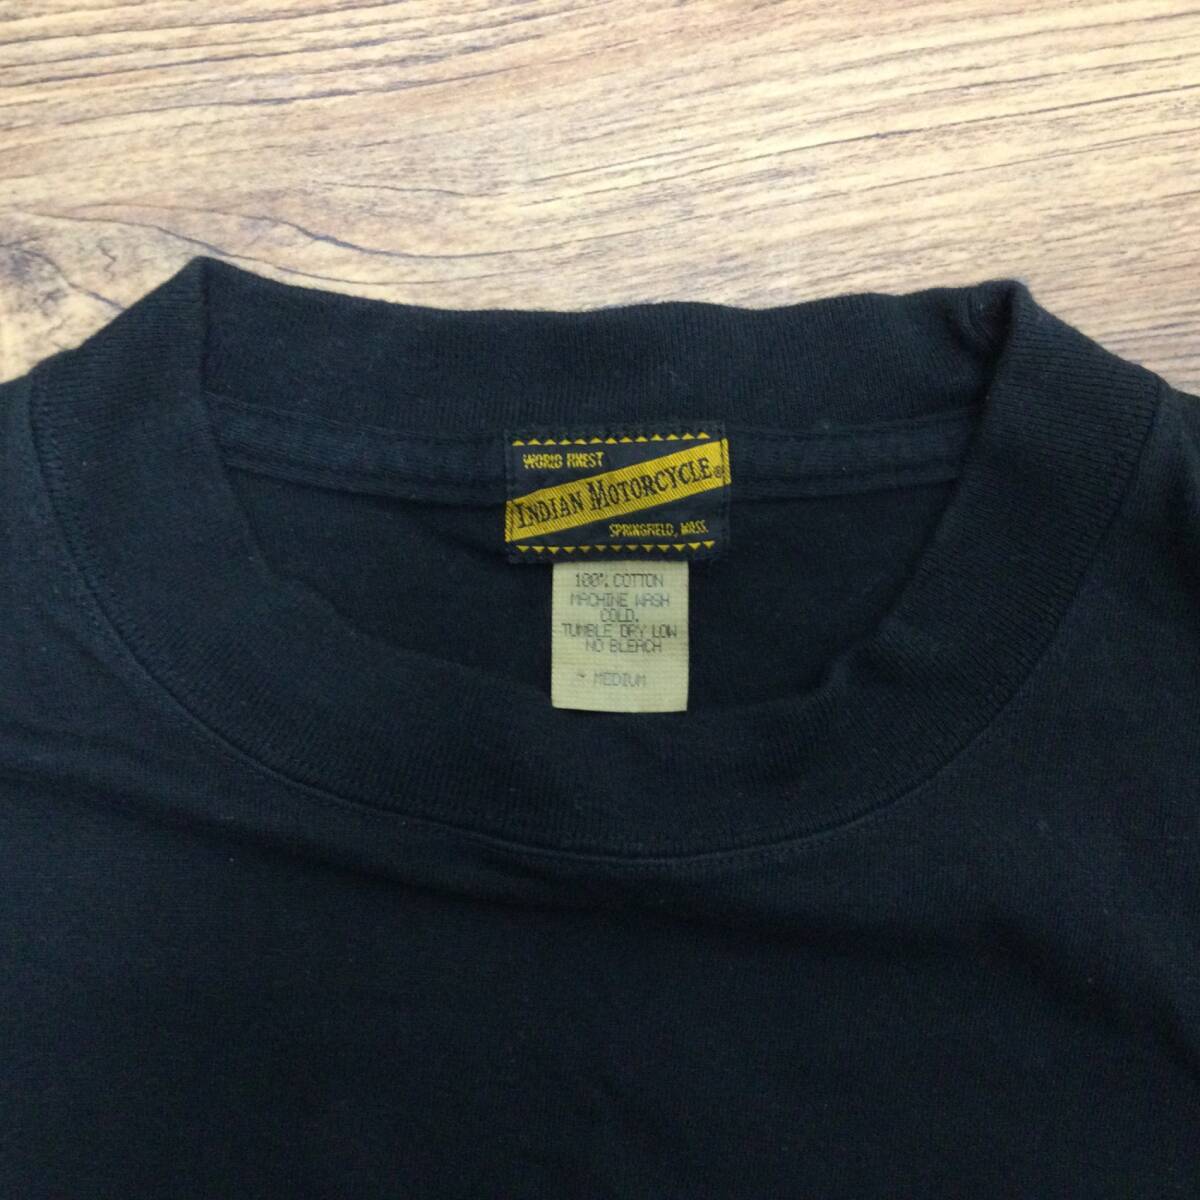 WORLD FINEST
INDIAN MOTORCYCLE®
SPRINGFIELD, MASS.
100% COTTON
MACHINE WASH
COLD.
TUMBLE DRY LOW
NO BLEACH
MEDIUM